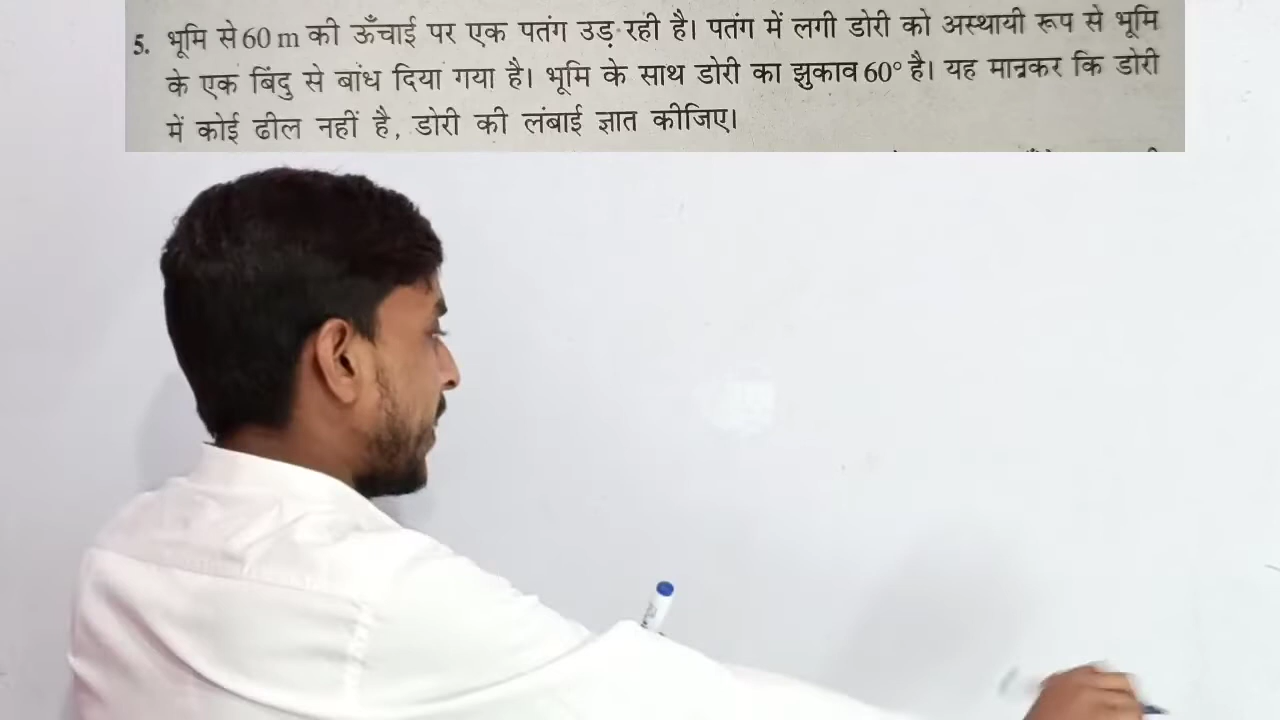 5. भूमि से 60 m की ऊँचाई पर एक पतंग उड़ रही है। पतंग में लगी डोरी को अस्थायी रूप से भूमि
के एक बिंदु से बांध दिया गया है। भूमि के साथ डोरी का झुकाव 60° है। यह मानकर कि डोरी
में कोई ढील नहीं है, डोरी की लंबाई ज्ञात कीजिए।